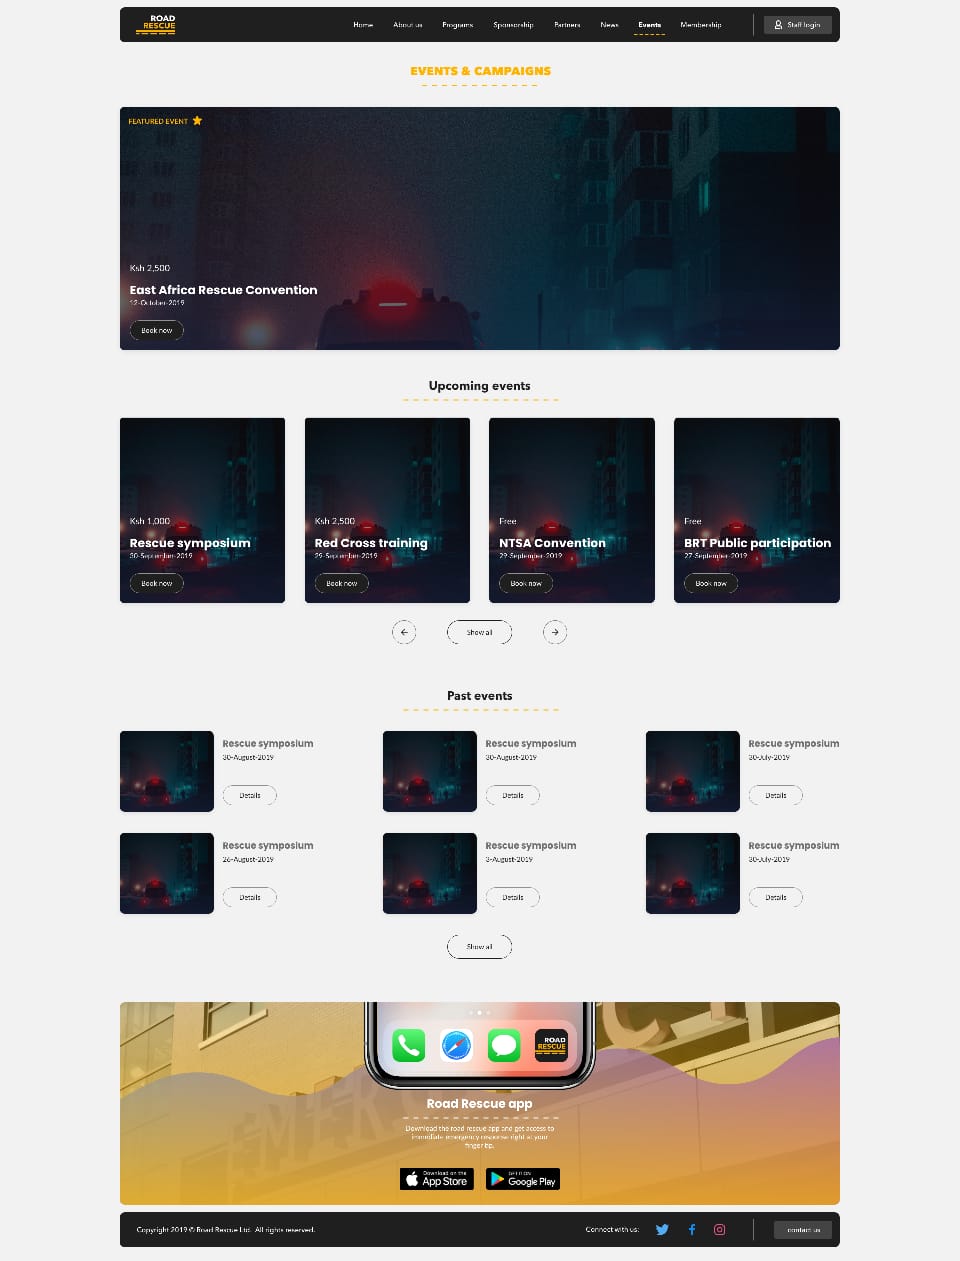 ROAD
RESCUE
Home About us Programs Sponsorship Partners News Events Membership Staff login
EVENTS & CAMPAIGNS
FEATURED EVENT
Ksh 2,500
East Africa Rescue Convention
12-October-2019
Book now
Upcoming events
Ksh 1,000
Rescue symposium
30-September-2019
Book now
Ksh 2,500
Red Cross training
29-September-2019
Book now
Free
NTSA Convention
29-September-2019
Book now
Free
BRT Public participation
27-September-2019
Book now
Show all
Past events
Rescue symposium
30-August-2019
Details
Rescue symposium
30-August-2019
Details
Rescue symposium
30-July-2019
Details
Rescue symposium
26-August-2019
Details
Rescue symposium
3-August-2019
Details
Rescue symposium
30-July-2019
Details
Show all
ROAD
RESCUE
Road Rescue app
Download the road rescue app and get access to
immediate emergency response right at your
finger tip.
Download on the
App Store
GET IT ON
Google Play
Copyright 2019 © Road Rescue Ltd. All rights reserved.
Connect with us:
contact us